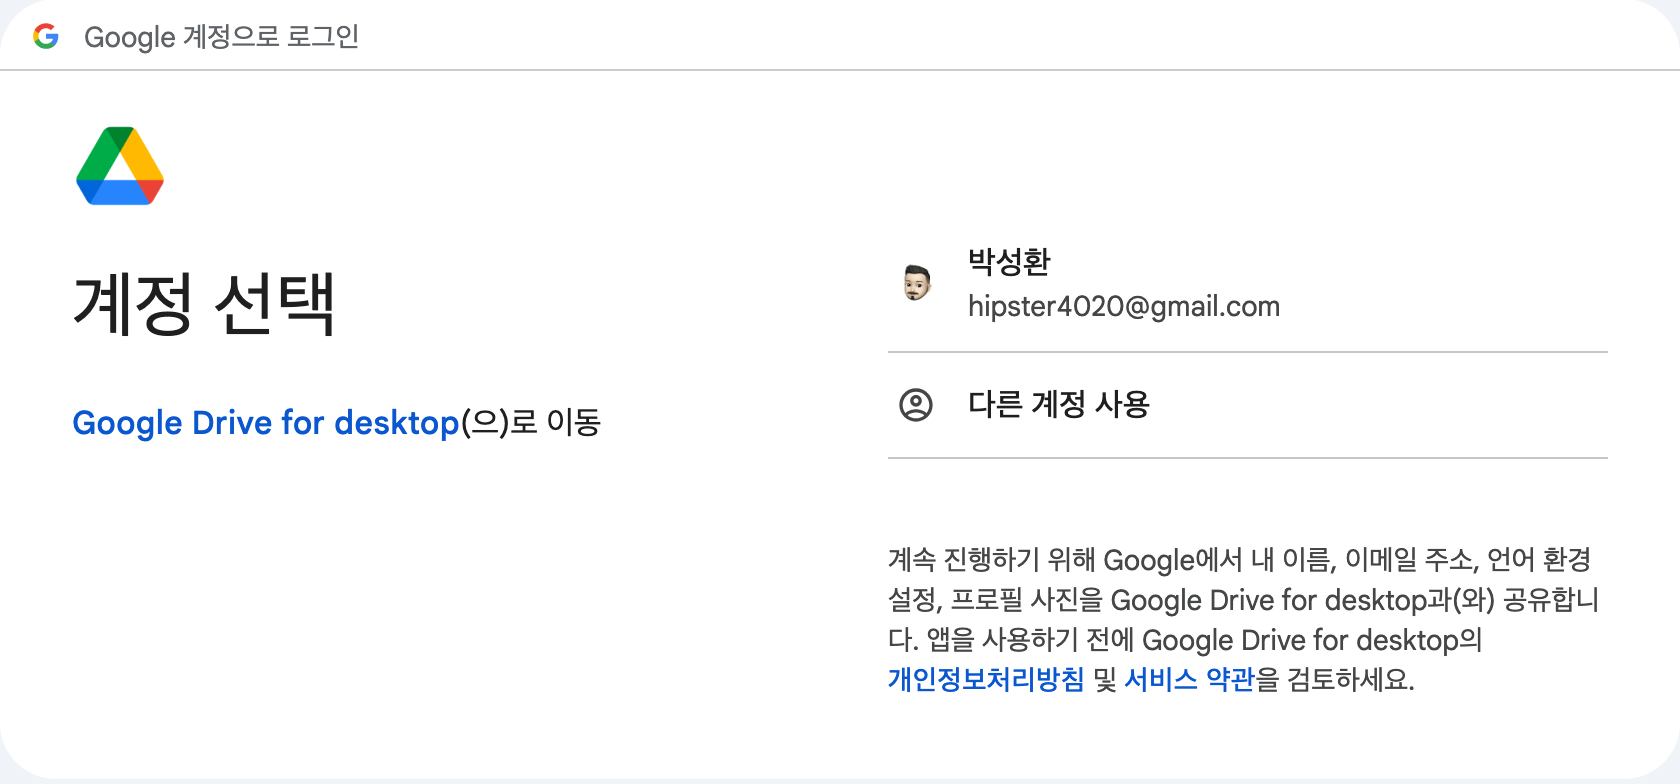 Google 계정으로 로그인
계정 선택
Google Drive for desktop(으)로 이동
박성환
hipster4020@gmail.com
다른 계정 사용
계속 진행하기 위해 Google에서 내 이름, 이메일 주소, 언어 환경
설정, 프로필 사진을 Google Drive for desktop과(와) 공유합니
다. 앱을 사용하기 전에 Google Drive for desktop의
개인정보처리방침 및 서비스 약관을 검토하세요.